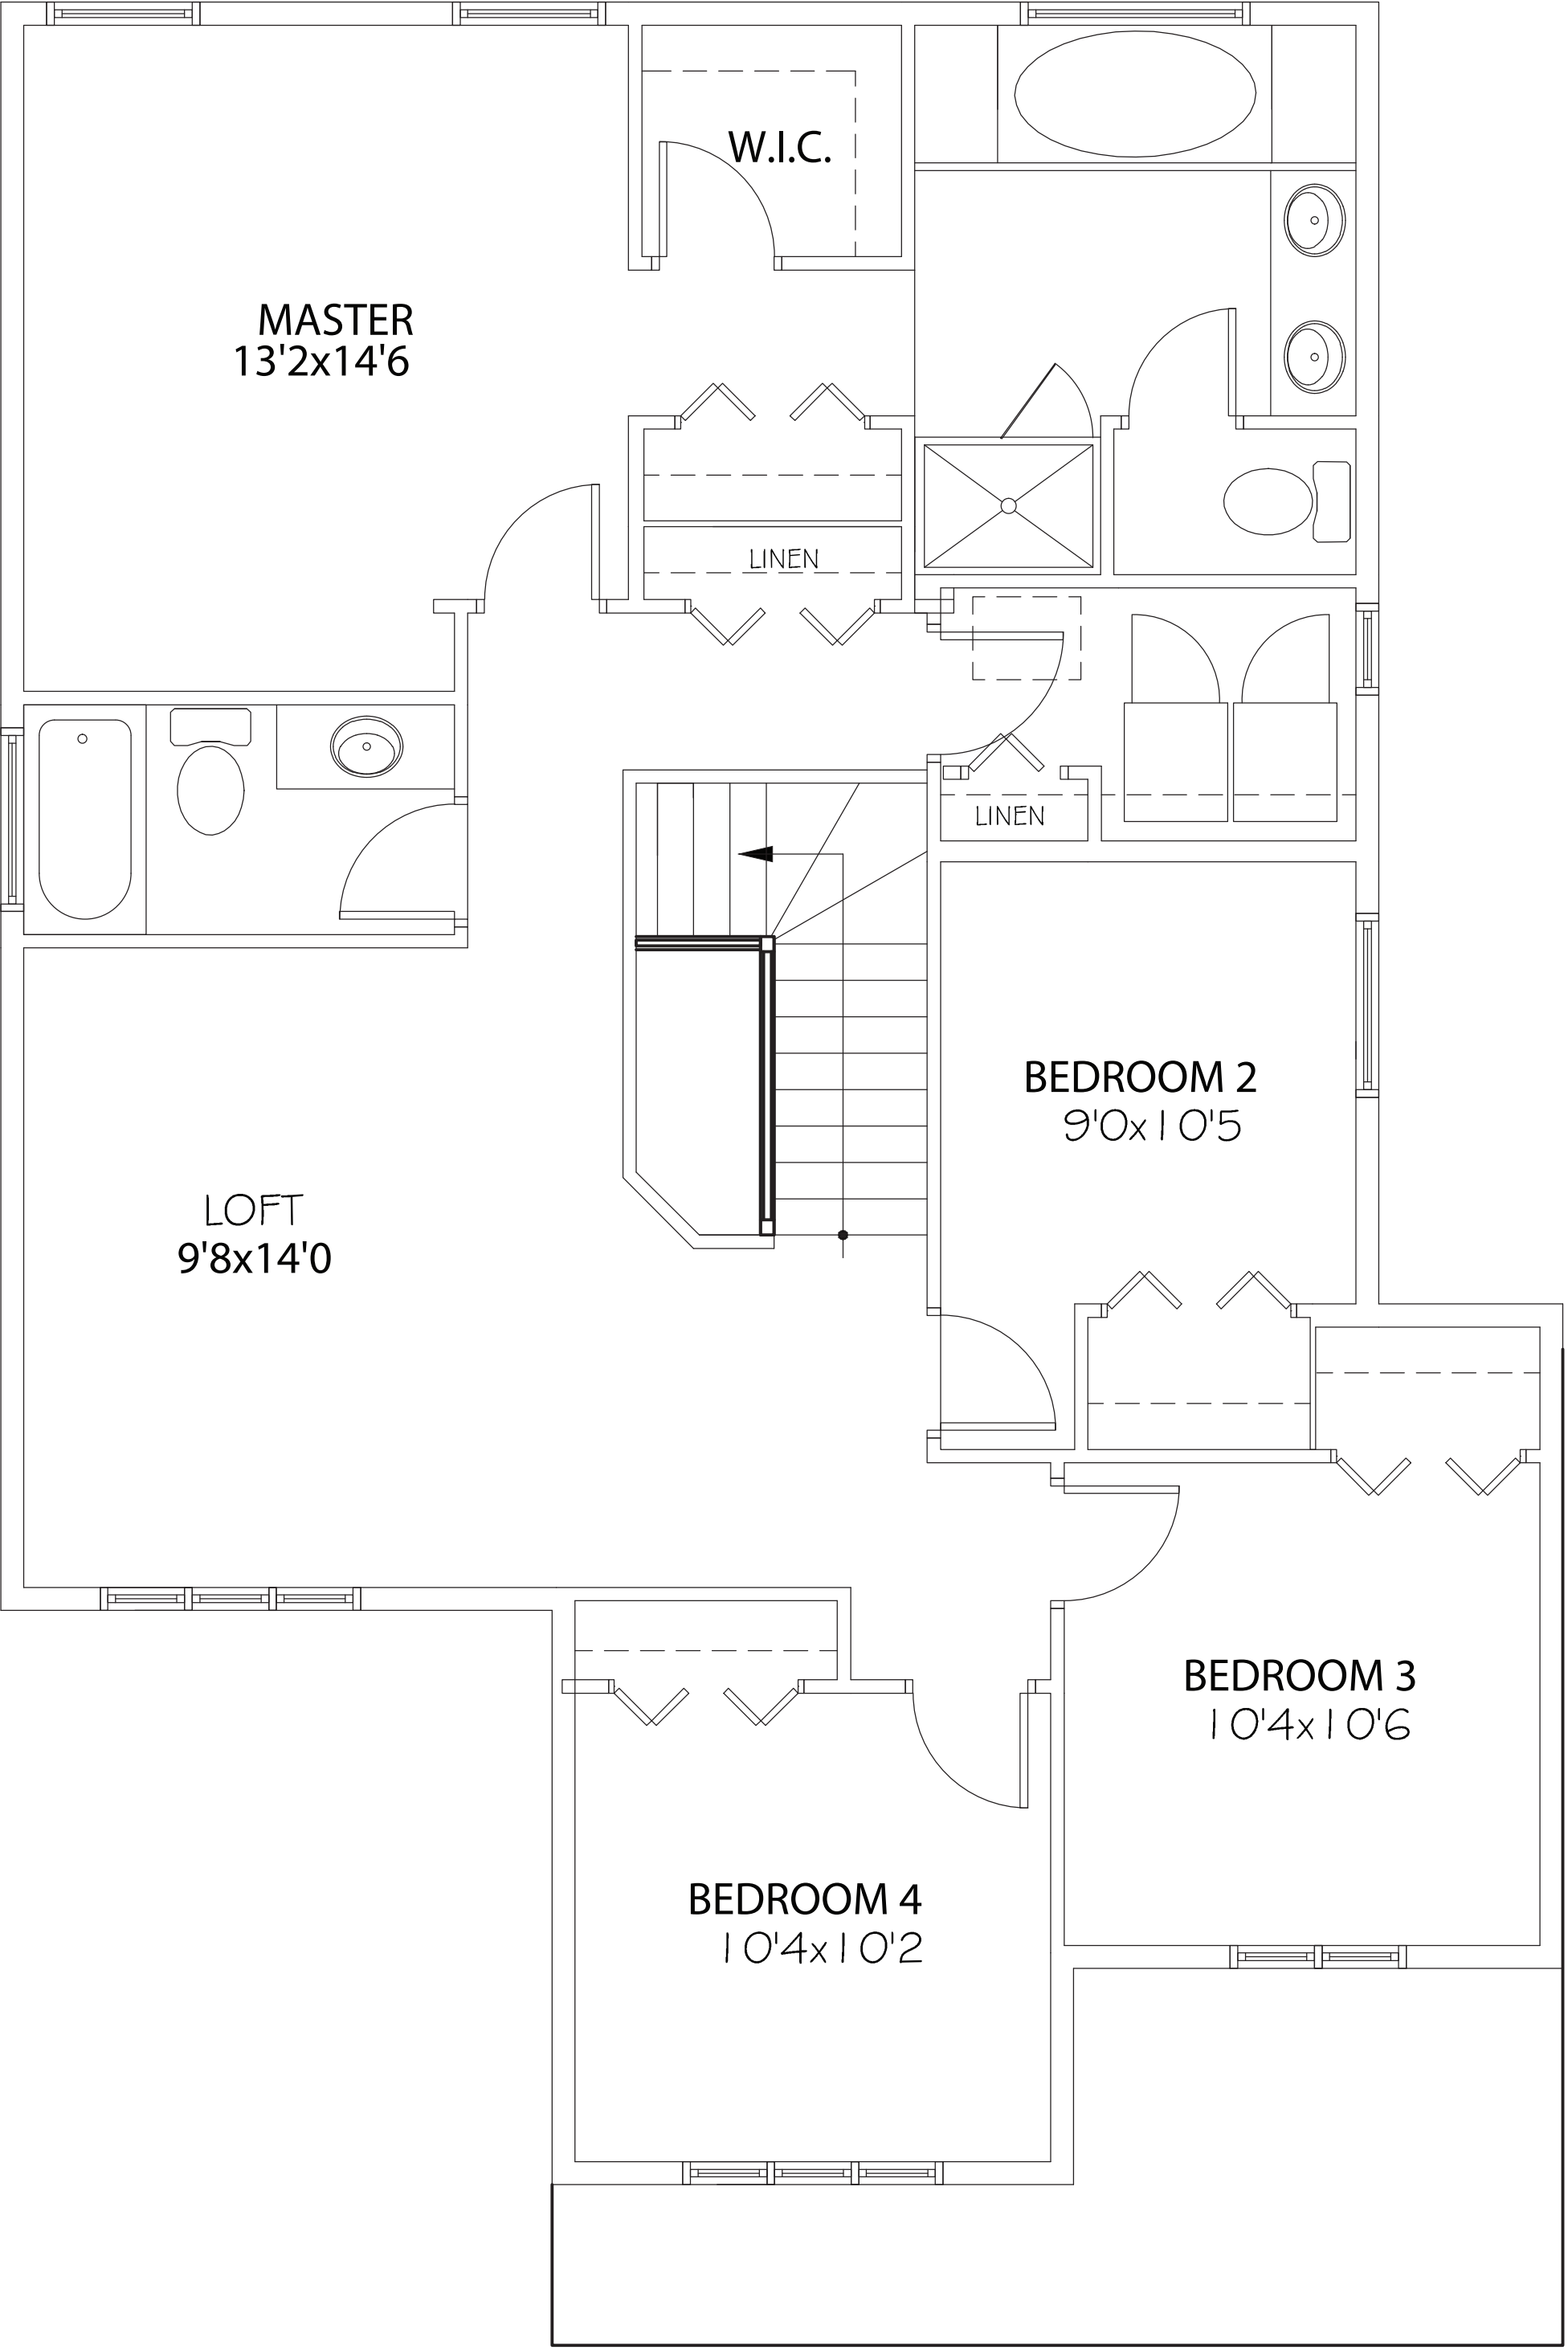 W.I.C.
MASTER
13'2x14'6
LINEN
LINEN
BEDROOM 2
9'0x10'5
LOFT
9'8x14'0
BEDROOM 3
10'4x10'6
BEDROOM 4
10'4x10'2